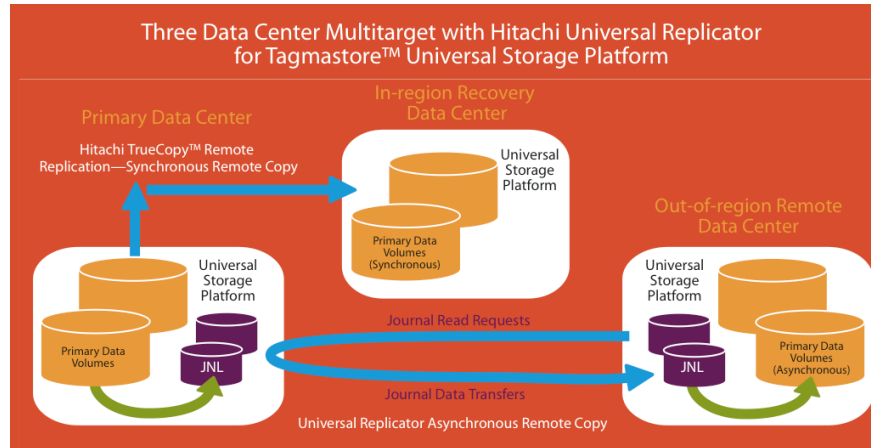 Three Data Center Multitarget with Hitachi Universal Replicator
for Tagmastore™ Universal Storage Platform
Primary Data Center
Hitachi TrueCopy™ Remote
Replication—Synchronous Remote Copy
In-region Recovery
Data Center
Universal
Storage
Platform
Primary Data
Volumes
(Synchronous)
Out-of-region Remote
Data Center
Universal
Storage
Platform
Primary Data
Volumes
JNL
Journal Read Requests
Journal Data Transfers
Universal Replicator Asynchronous Remote Copy
Universal
Storage
Platform
JNL
Primary Data
Volumes
(Asynchronous)